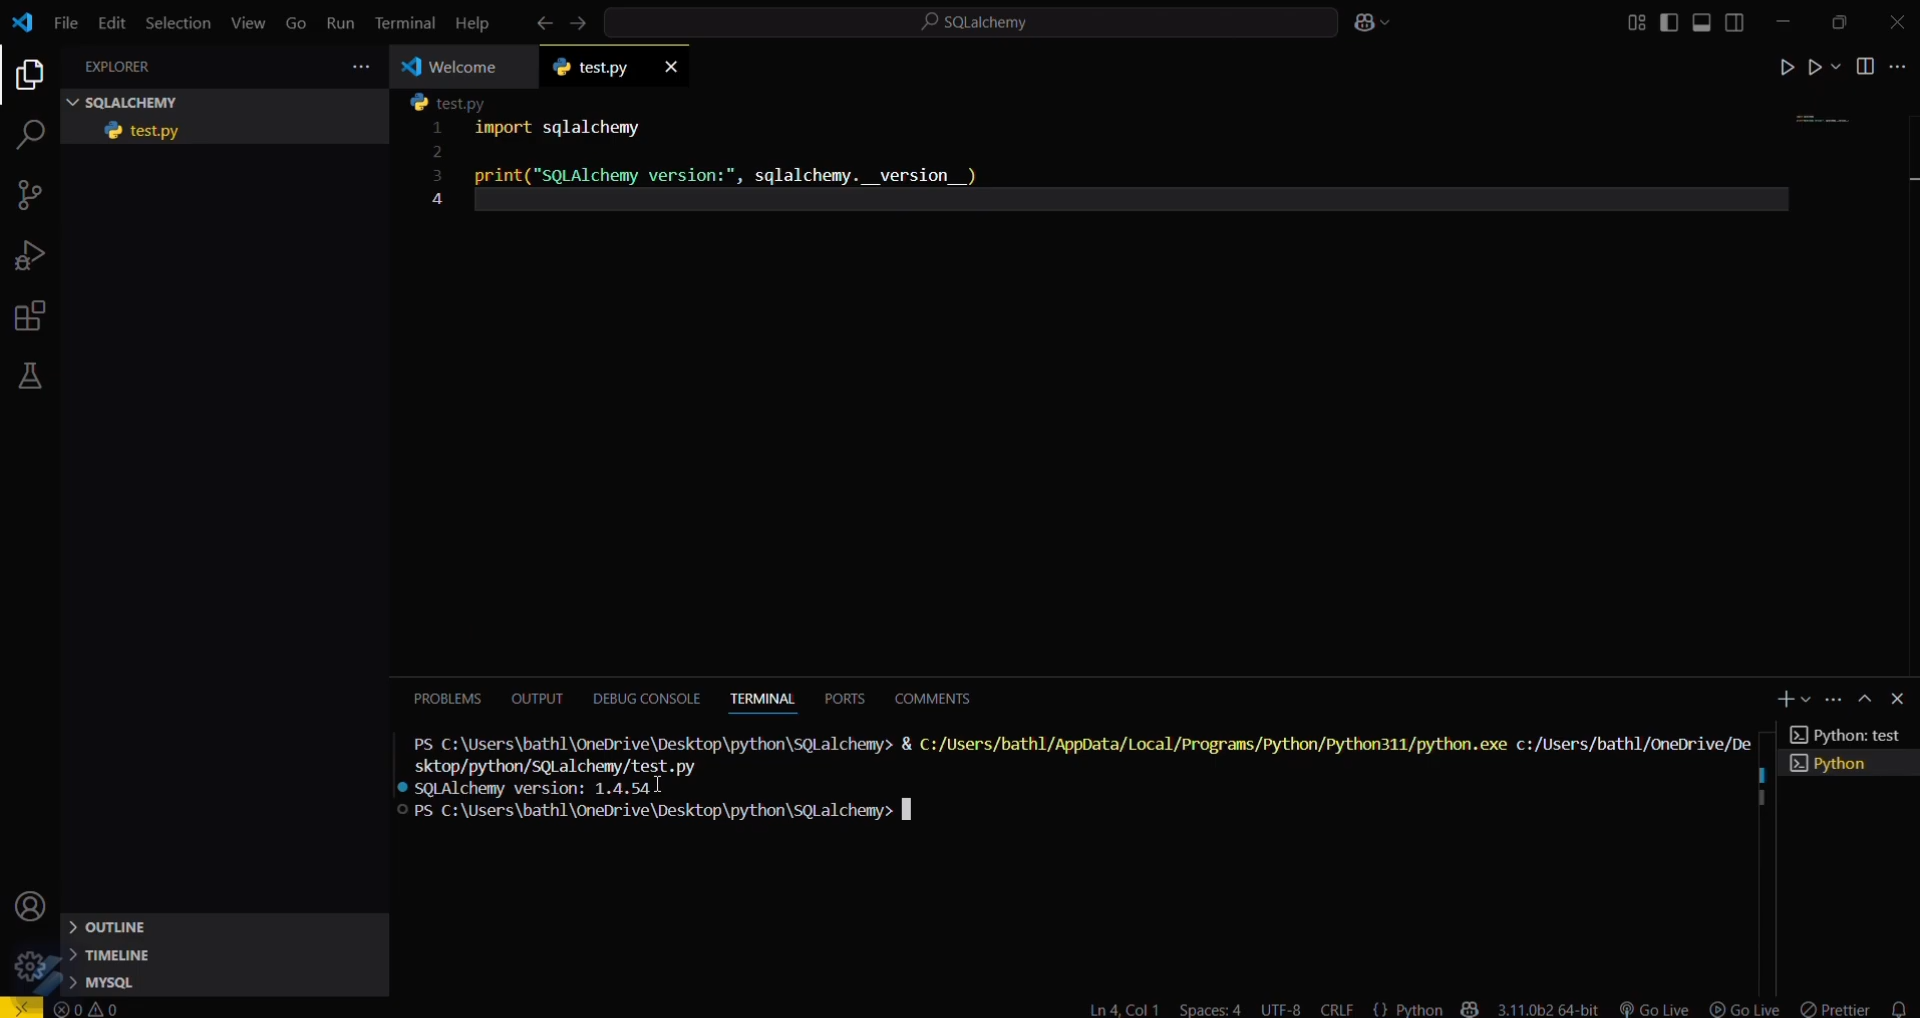 File Edit Selection View Go Run Terminal Help
SQLalchemy
EXPLORER
Welcome
test.py
SQLALCHEMY
test.py
test.py
1 import sqlalchemy
2
3 print("SQLAlchemy version:", sqlalchemy.__version__)
4
PROBLEMS OUTPUT DEBUG CONSOLE TERMINAL PORTS COMMENTS
PS C:\Users\bathl\OneDrive\Desktop\python\SQLalchemy> & C:/Users/bathl/AppData/Local/Programs/Python/Python311/python.exe c:/Users/bathl/OneDrive/De
sktop/python/SQLalchemy/test.py
SQLAlchemy version: 1.4.54
PS C:\Users\bathl\OneDrive\Desktop\python\SQLalchemy>
Python: test
Python
OUTLINE
TIMELINE
MYSQL
0 0 Ln 4, Col 1 Spaces: 4 UTF-8 CRLF {} Python 3.11.0b2 64-bit Go Live Go Live Prettier